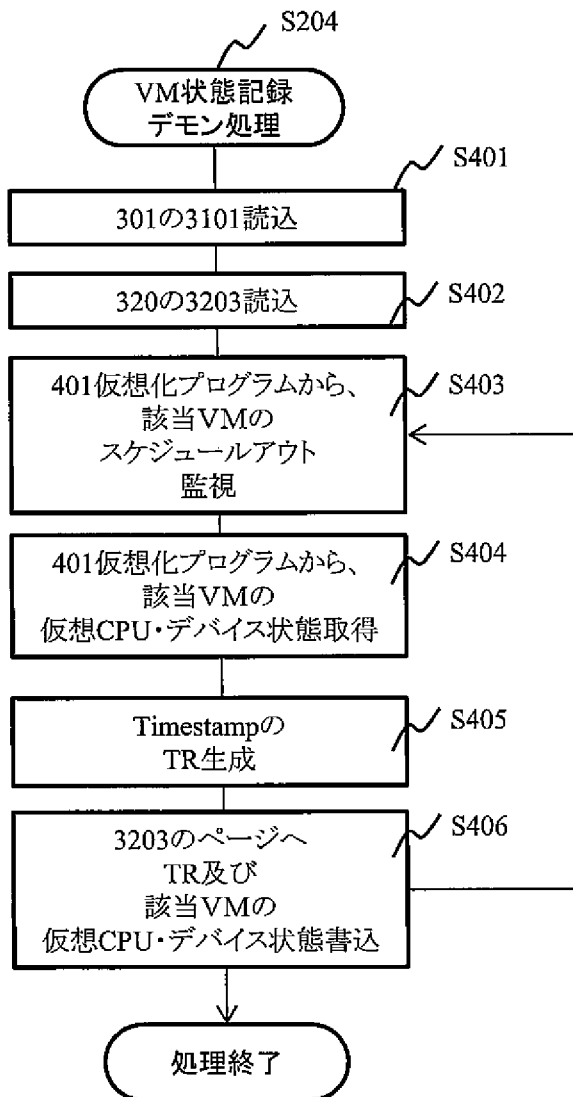 S204
VM状態記録
デモン処理
S401
301の3101読込
S402
320の3203読込
S403
401仮想化プログラムから、
該当VMの
スケジュールアウト
監視
S404
401仮想化プログラムから、
該当VMの
仮想CPU・デバイス状態取得
S405
Timestampの
TR生成
S406
3203のページへ
TR及び
該当VMの
仮想CPU・デバイス状態書込
処理終了